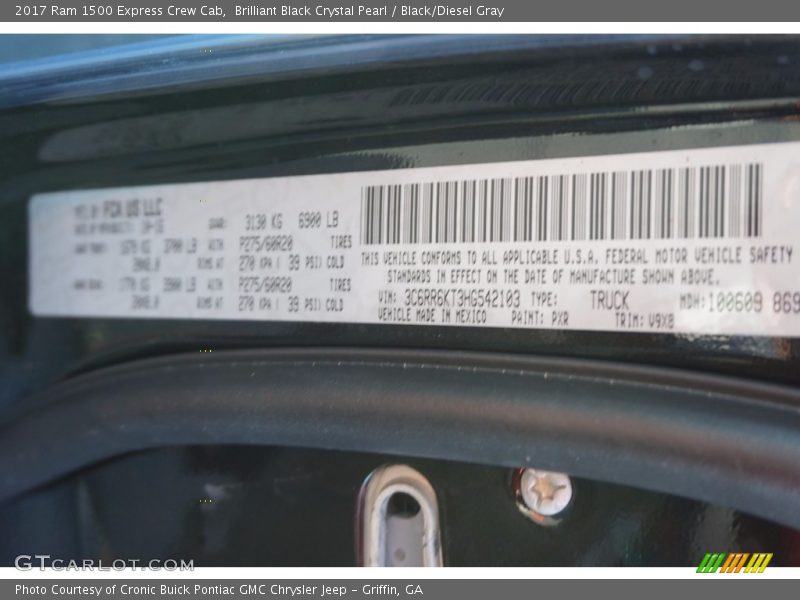 2017 Ram 1500 Express Crew Cab,  Brilliant Black Crystal Pearl / Black/Diesel Gray
FCA US LLC
3130 KG 6900 LB
P275/60R20 TIRES
270 KPA ( 39 PSI) COLD
P275/60R20 TIRES
270 KPA ( 39 PSI) COLD
THIS VEHICLE CONFORMS TO ALL APPLICABLE U.S.A. FEDERAL MOTOR VEHICLE SAFETY
STANDARDS IN EFFECT ON THE DATE OF MANUFACTURE SHOWN ABOVE.
VIN: 3C6RR6KT3HG542103 TYPE: TRUCK MDH:100609 869
VEHICLE MADE IN MEXICO PAINT: PXR TRIM: V9X8
GTCARLOT.COM
Photo Courtesy of Cronic Buick Pontiac GMC Chrysler Jeep - Griffin, GA